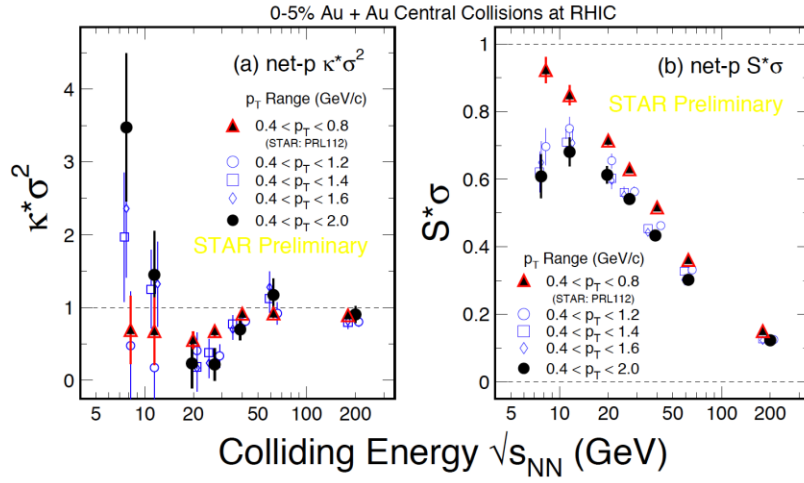 0-5% Au + Au Central Collisions at RHIC
(a) net-p κ*σ²
p_T Range (GeV/c)
0.4 < p_T < 0.8
(STAR: PRL112)
0.4 < p_T < 1.2
0.4 < p_T < 1.4
0.4 < p_T < 1.6
0.4 < p_T < 2.0
STAR Preliminary
κ*σ²
4
3
2
1
0
5
10
20
30
100
200
(b) net-p S*σ
STAR Preliminary
p_T Range (GeV/c)
0.4 < p_T < 0.8
(STAR: PRL112)
0.4 < p_T < 1.2
0.4 < p_T < 1.4
0.4 < p_T < 1.6
0.4 < p_T < 2.0
S*σ
1
0.8
0.6
0.4
0.2
0.0
5
10
20
30
100
200
Colliding Energy √s_NN (GeV)